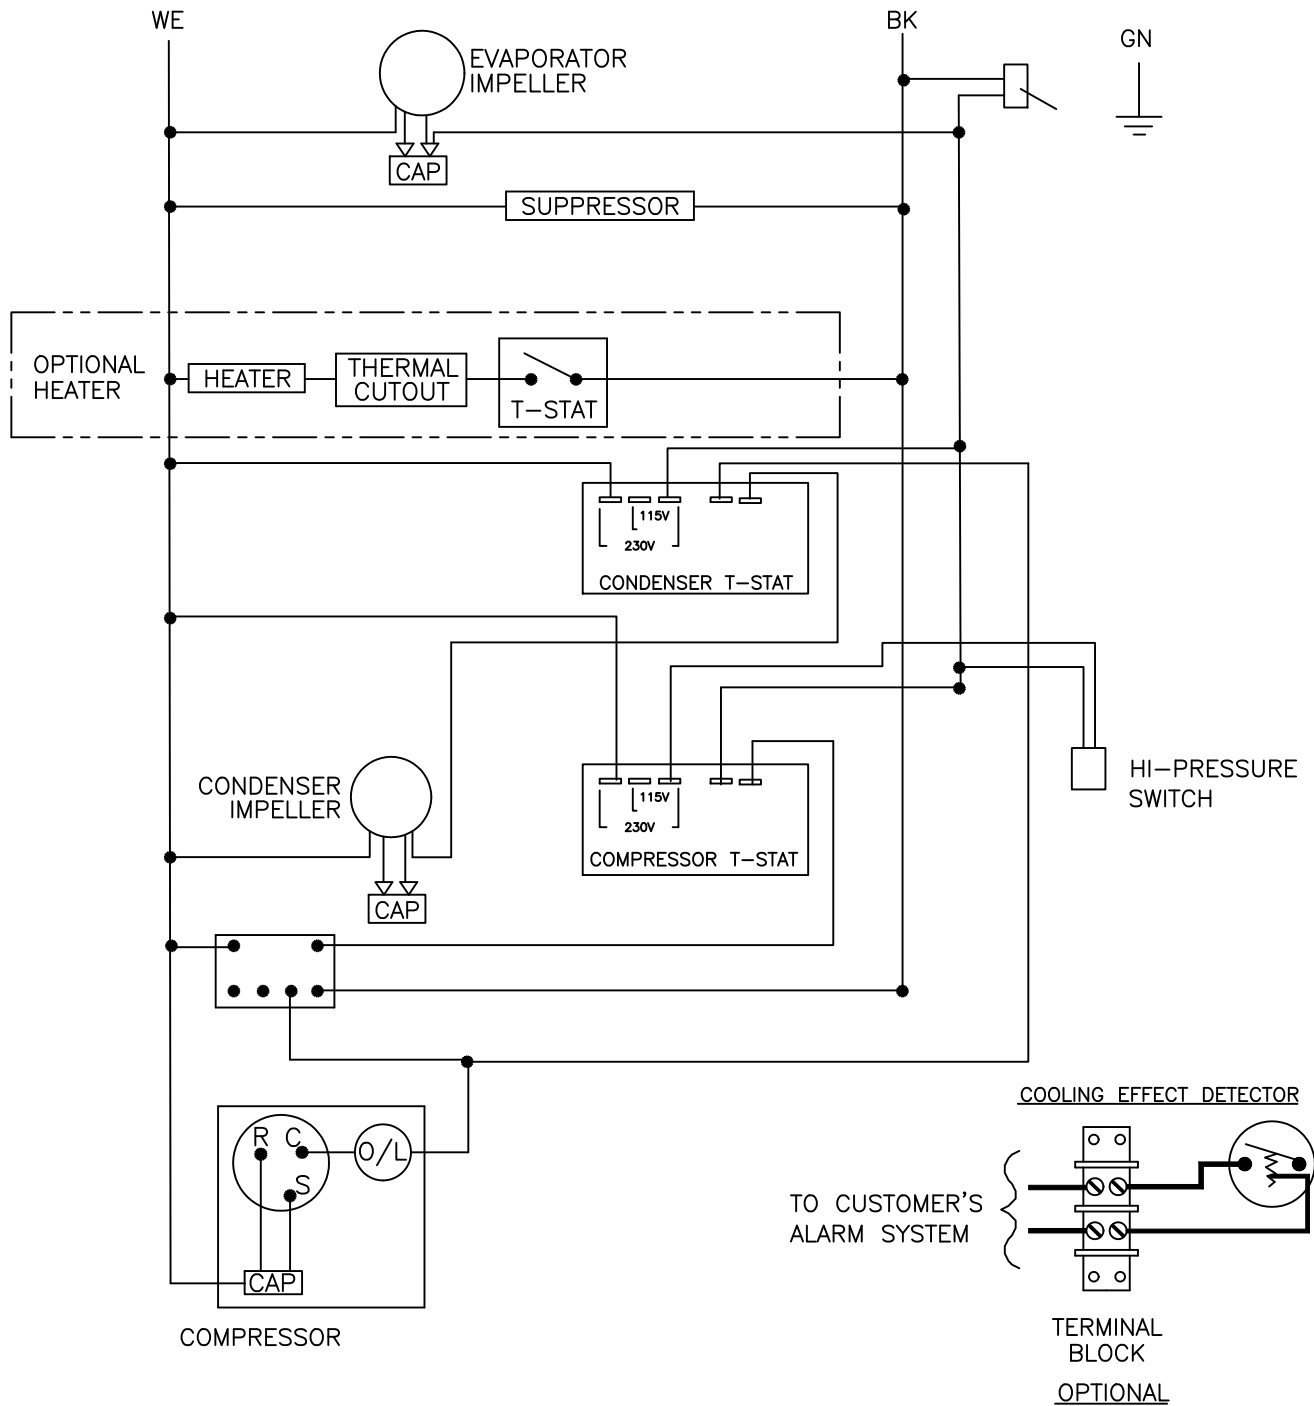 WE
BK
GN
EVAPORATOR
IMPELLER
CAP
SUPPRESSOR
OPTIONAL
HEATER
HEATER
THERMAL
CUTOUT
T-STAT
115V
230V
CONDENSER T-STAT
CONDENSER
IMPELLER
CAP
115V
230V
COMPRESSOR T-STAT
HI-PRESSURE
SWITCH
R C
S
O/L
CAP
COMPRESSOR
COOLING EFFECT DETECTOR
TO CUSTOMER'S
ALARM SYSTEM
TERMINAL
BLOCK
OPTIONAL